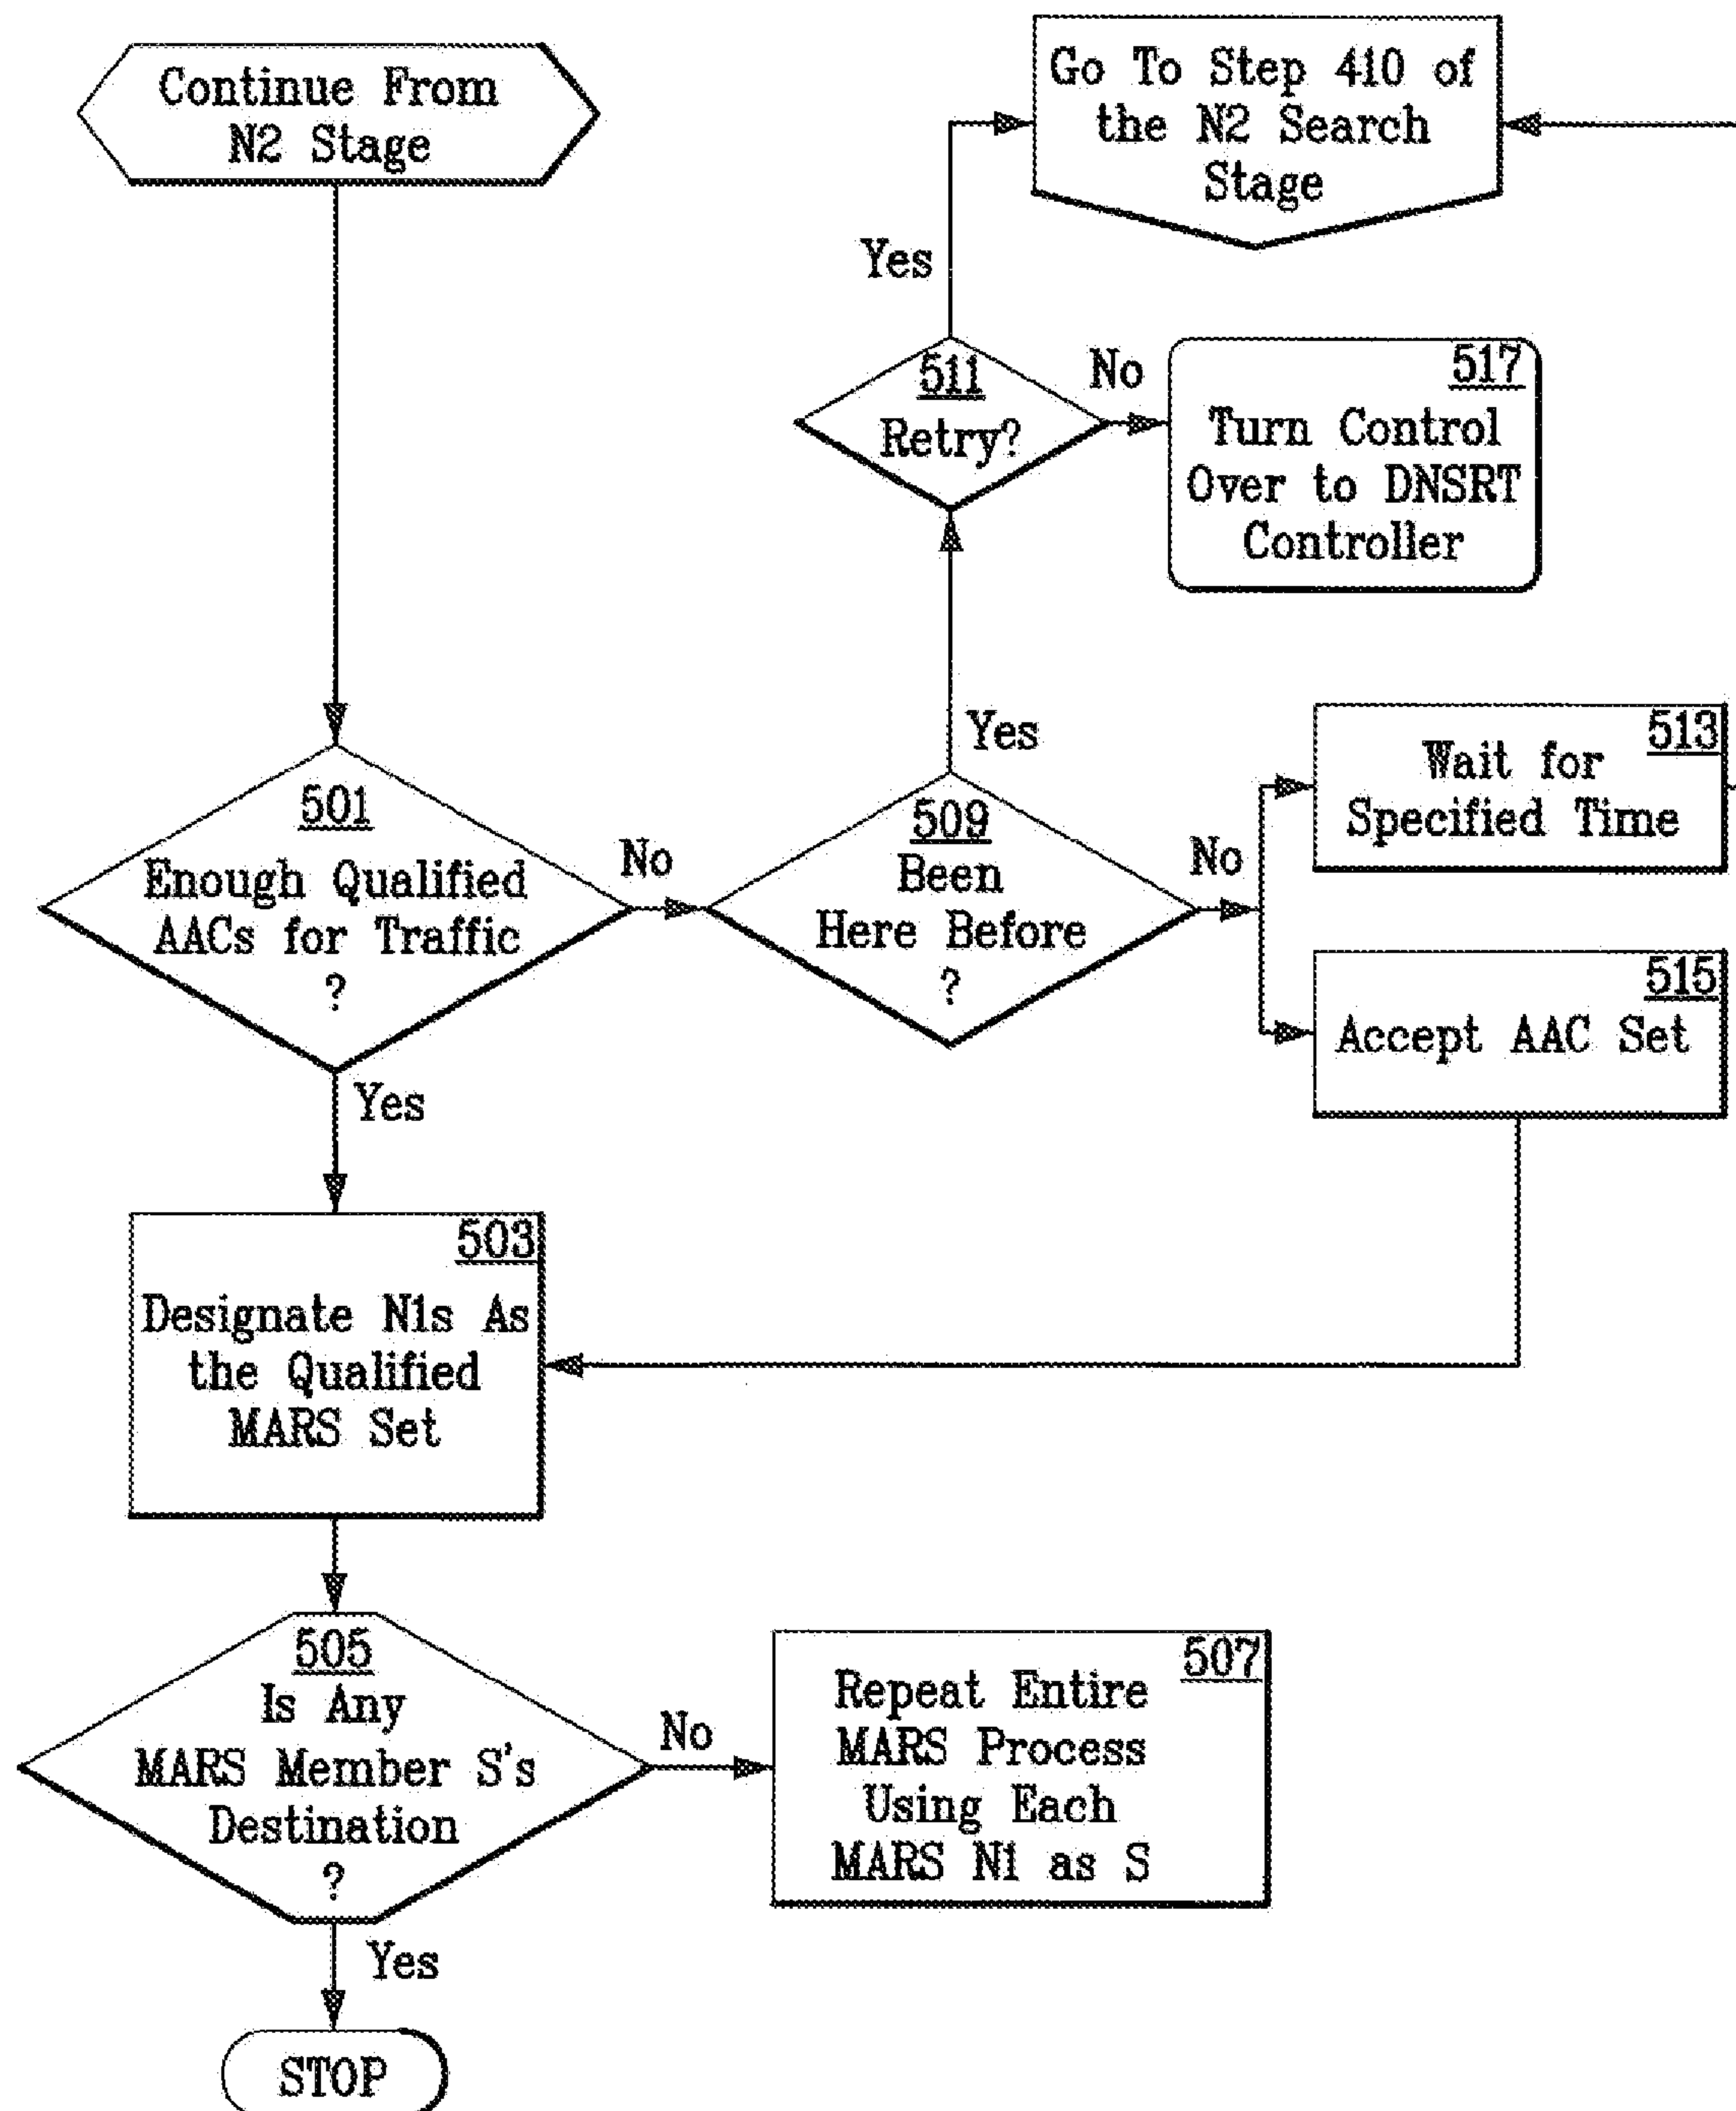 Continue From
N2 Stage
Go To Step 410 of
the N2 Search
Stage
Yes
511
Retry?
No
517
Turn Control
Over to DNSRT
Controller
Yes
501
Enough Qualified
AACs for Traffic
?
No
509
Been
Here Before
?
No
513
Wait for
Specified Time
515
Accept AAC Set
Yes
503
Designate N1s As
the Qualified
MARS Set
505
Is Any
MARS Member S's
Destination
?
No
507
Repeat Entire
MARS Process
Using Each
MARS N1 as S
Yes
STOP